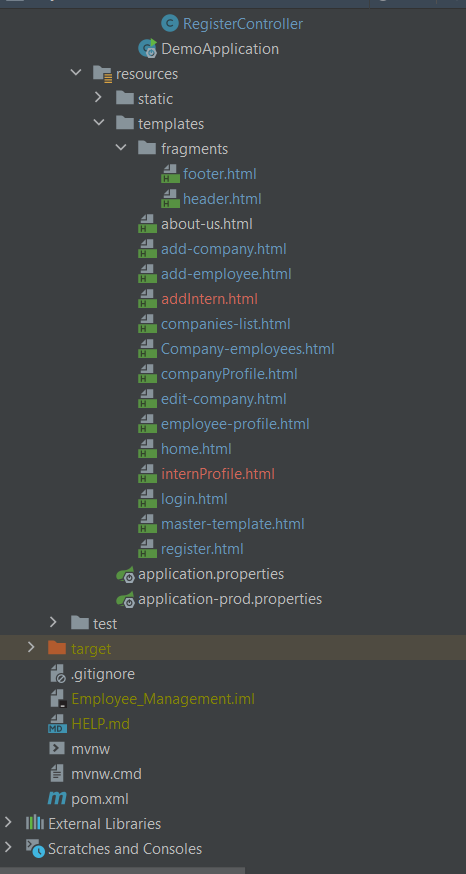 RegisterController
DemoApplication
resources
static
templates
fragments
footer.html
header.html
about-us.html
add-company.html
add-employee.html
addIntern.html
companies-list.html
Company-employees.html
companyProfile.html
edit-company.html
employee-profile.html
home.html
internProfile.html
login.html
master-template.html
register.html
application.properties
application-prod.properties
test
target
.gitignore
Employee_Management.iml
HELP.md
mvnw
mvnw.cmd
pom.xml
External Libraries
Scratches and Consoles